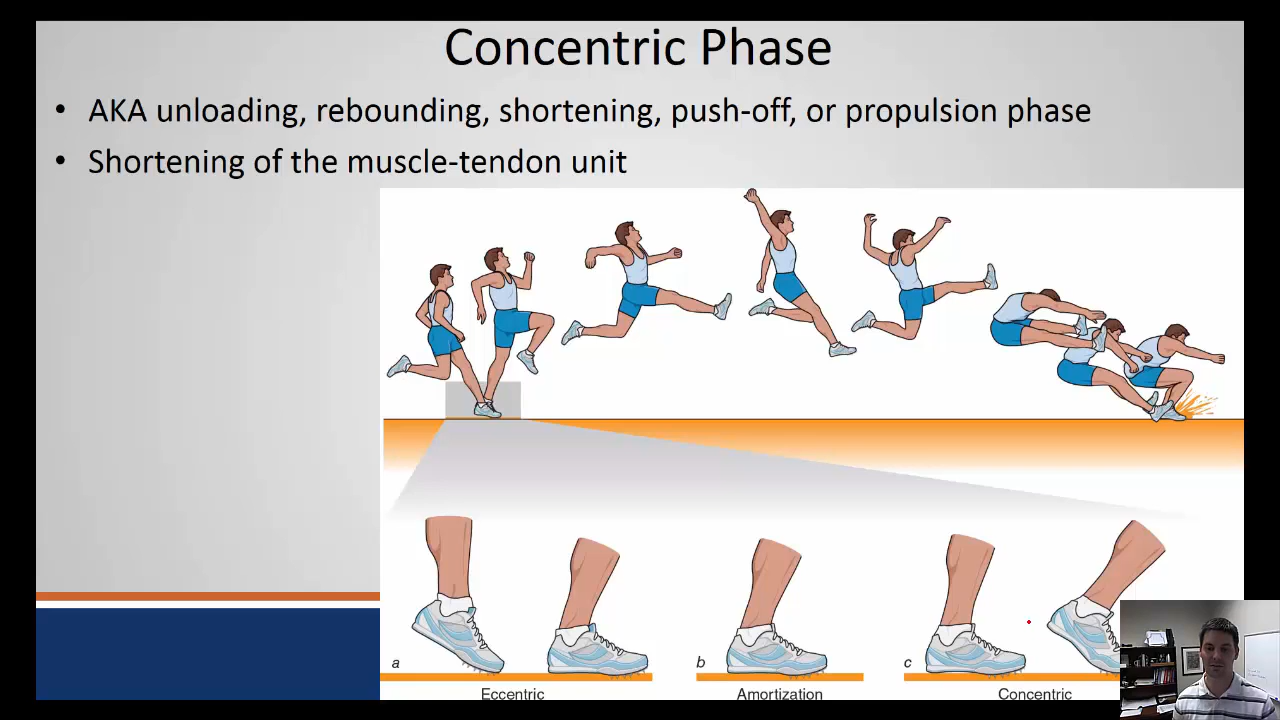 Concentric Phase
• AKA unloading, rebounding, shortening, push-off, or propulsion phase
• Shortening of the muscle-tendon unit
a
b
c
Eccentric
Amortization
Concentric